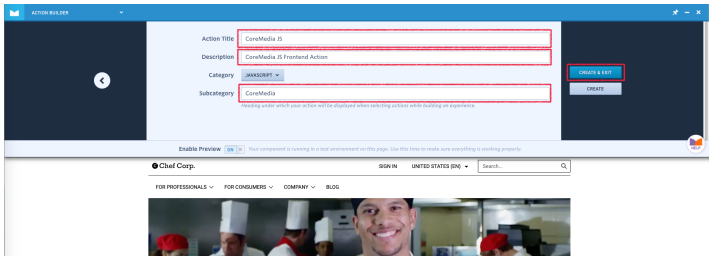 ACTION BUILDER
Action Title CoreMedia JS
Description CoreMedia JS Frontend Action
Category JAVASCRIPT
Subcategory CoreMedia
Heading under which your action will be displayed when selecting actions while building an experience.
CREATE & EXIT
CREATE
Enable Preview ON Your component is running in a test environment on this page. Use this time to make sure everything is working properly.
HELP
Chef Corp. SIGN IN UNITED STATES (EN) Search...
FOR PROFESSIONALS FOR CONSUMERS COMPANY BLOG